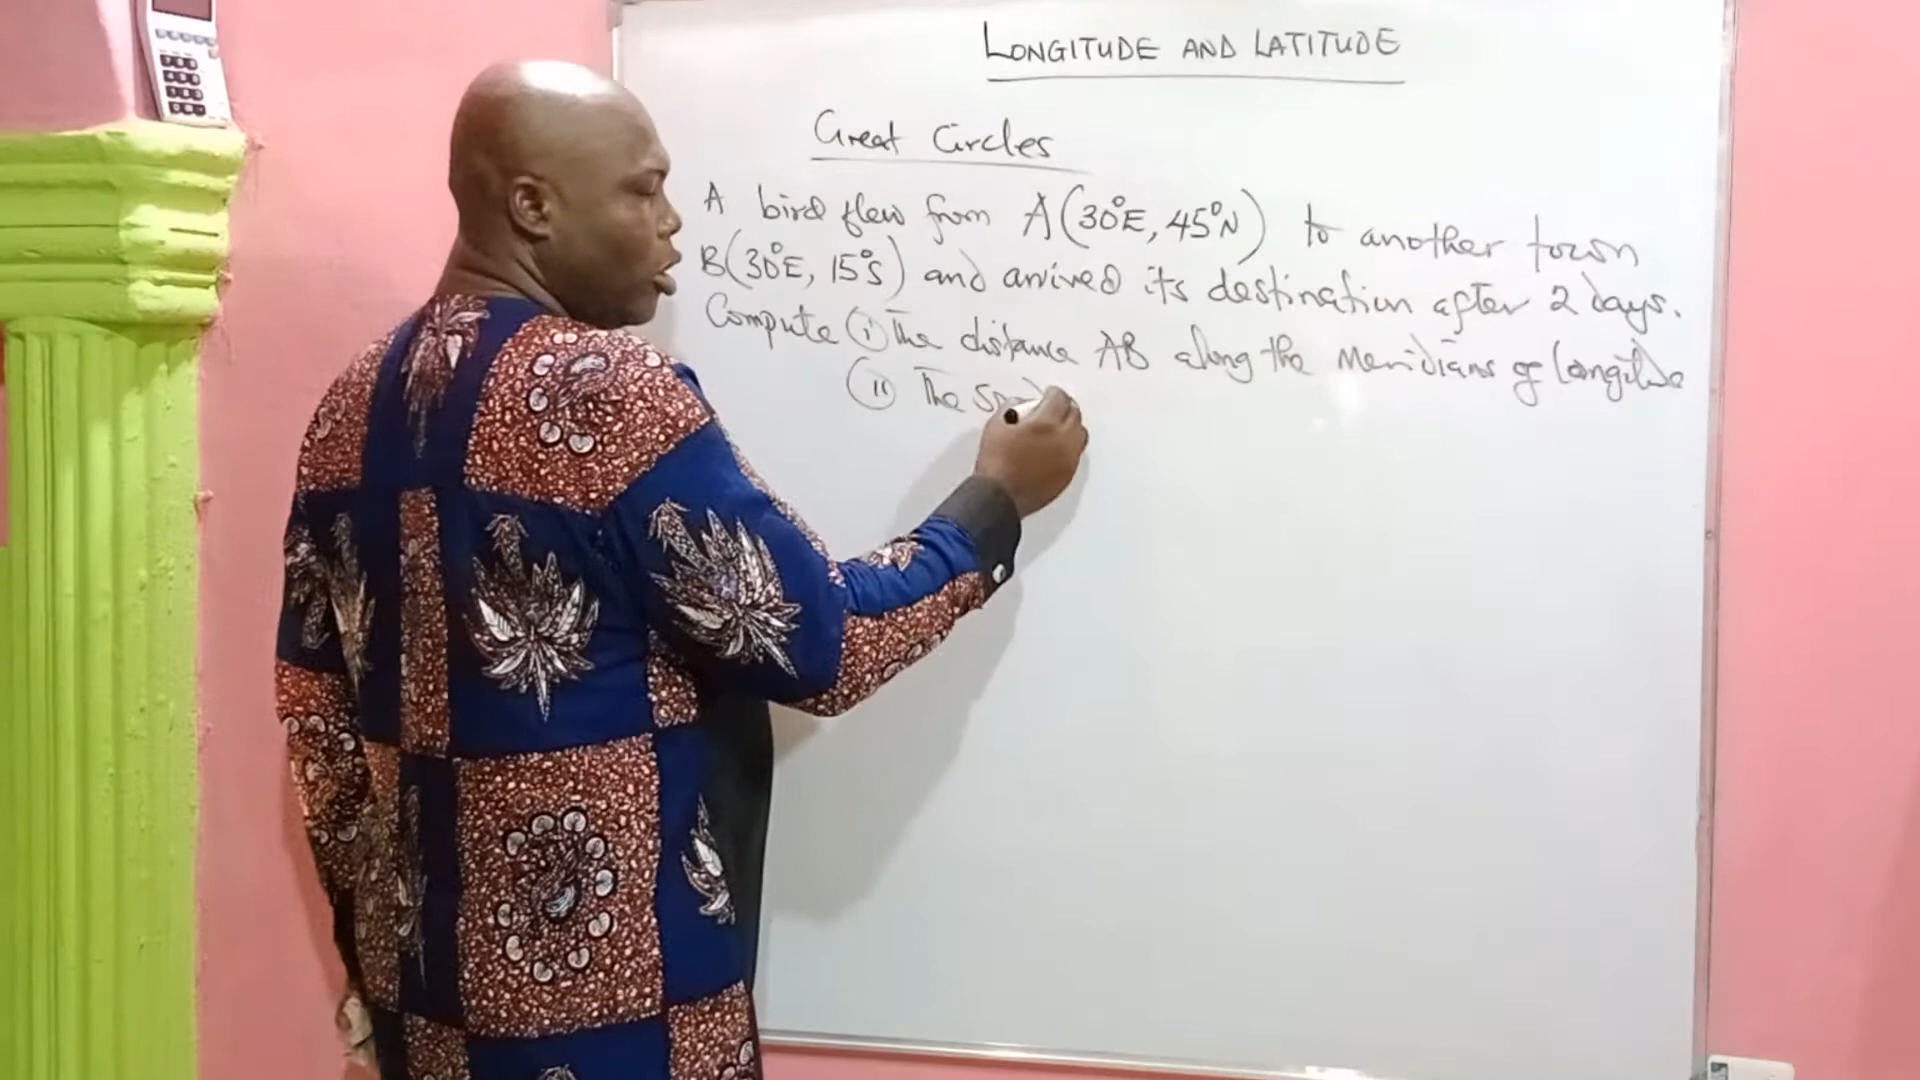 LONGITUDE AND LATITUDE
Great Circles
A bird flew from A(30°E, 45°N) to another town
B(30°E, 15°S) and arrived its destination after 2 days.
Compute (i) The distance AB along the Meridians of longitude
(ii) The